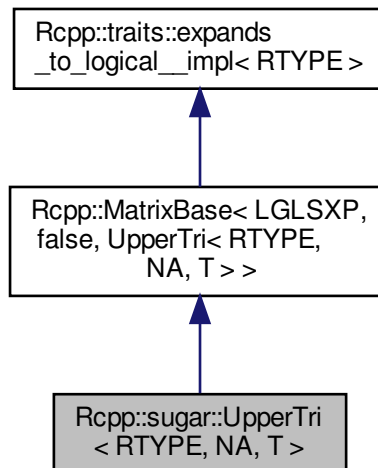 Rcpp::traits::expands
_to_logical__impl< RTYPE >
Rcpp::MatrixBase< LGLSXP,
false, UpperTri< RTYPE,
NA, T > >
Rcpp::sugar::UpperTri
< RTYPE, NA, T >